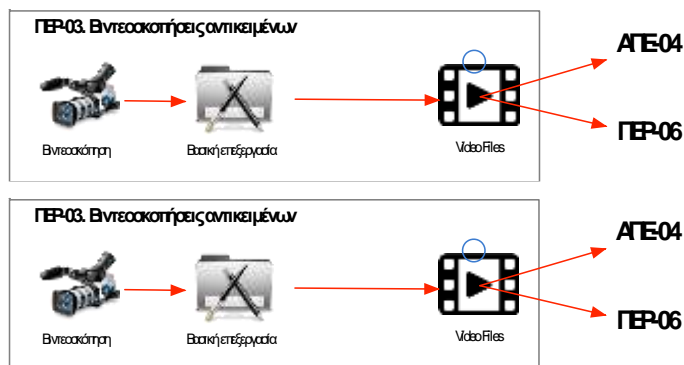 ΠΕΡ-03. Βιντεοσκοπήσεις αντικειμένων
ΑΠΕ-04
ΠΕΡ-06
Βιντεοσκόπηση
Βασική επεξεργασία
Video Files
ΠΕΡ-03. Βιντεοσκοπήσεις αντικειμένων
ΑΠΕ-04
ΠΕΡ-06
Βιντεοσκόπηση
Βασική επεξεργασία
Video Files